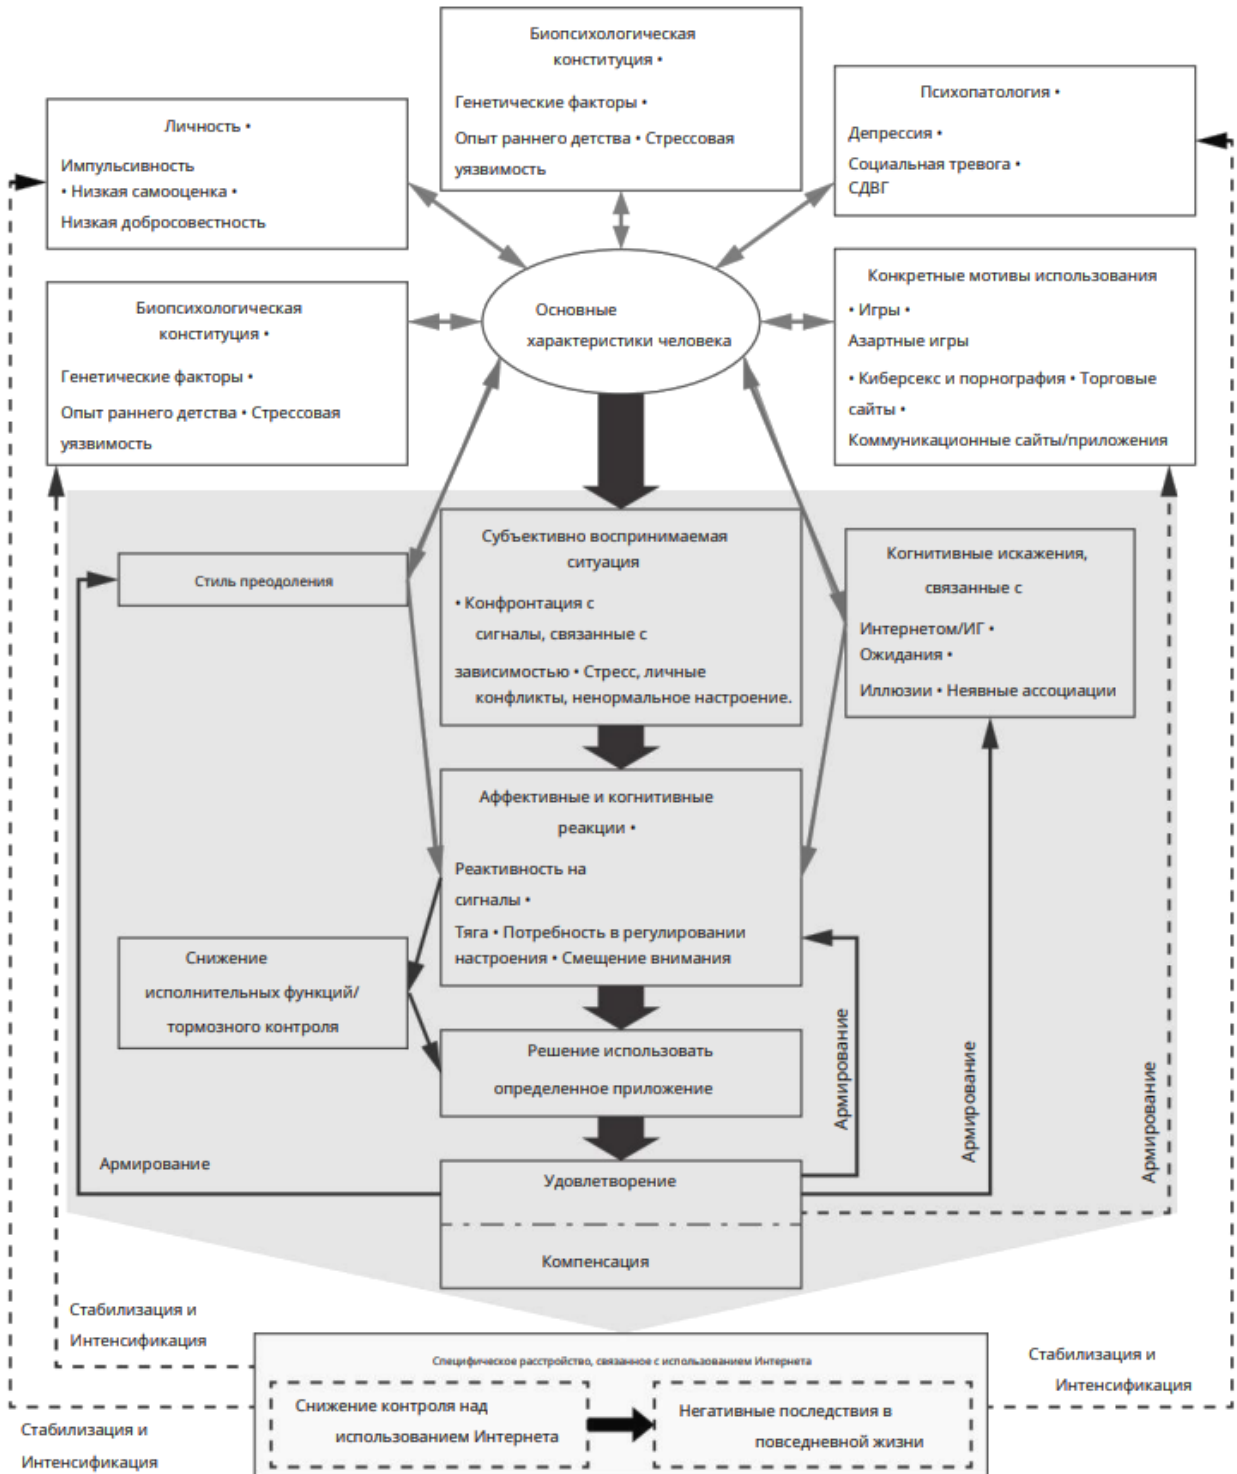 Биопсихологическая
конституция •
Генетические факторы •
Опыт раннего детства • Стрессовая
уязвимость
Личность •
Импульсивность
• Низкая самооценка •
Низкая добросовестность
Психопатология •
Депрессия •
Социальная тревога •
СДВГ
Биопсихологическая
конституция •
Генетические факторы •
Опыт раннего детства • Стрессовая
уязвимость
Основные
характеристики человека
Конкретные мотивы использования
• Игры •
Азартные игры
• Киберсекс и порнография • Торговые
сайты •
Коммуникационные сайты/приложения
Стиль преодоления
Субъективно воспринимаемая
ситуация
• Конфронтация с
сигналы, связанные с
зависимостью • Стресс, личные
конфликты, ненормальное настроение.
Когнитивные искажения,
связанные с
Интернетом/ИГ •
Ожидания •
Иллюзии • Неявные ассоциации
Аффективные и когнитивные
реакции •
Реактивность на
сигналы •
Тяга • Потребность в регулировании
настроения • Смещение внимания
Снижение
исполнительных функций/
тормозного контроля
Решение использовать
определенное приложение
Армирование
Армирование
Армирование
Армирование
Удовлетворение
Компенсация
Стабилизация и
Интенсификация
Специфическое расстройство, связанное с использованием Интернета
Снижение контроля над
использованием Интернета
Негативные последствия в
повседневной жизни
Стабилизация и
Интенсификация
Стабилизация и
Интенсификация